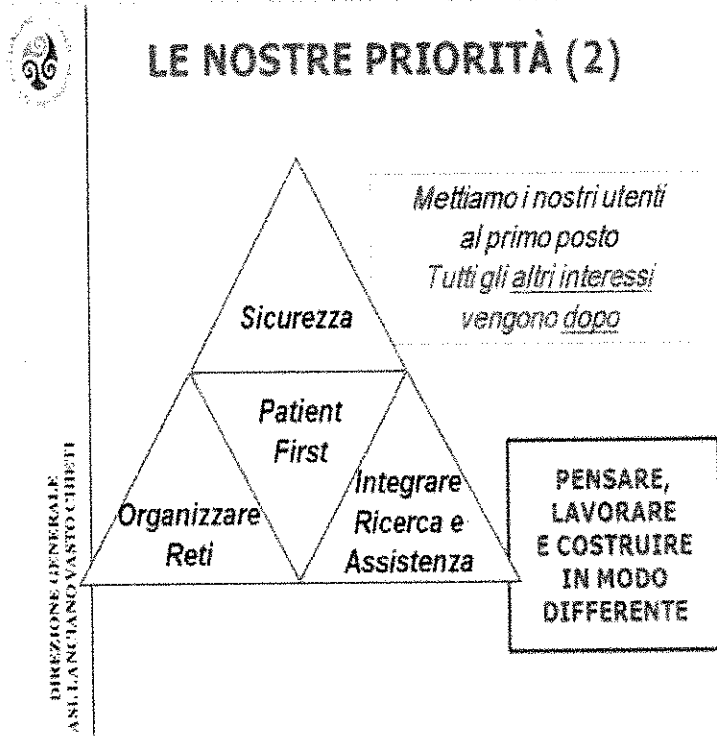 LE NOSTRE PRIORITÀ (2)
Mettiamo i nostri utenti
al primo posto
Tutti gli altri interessi
vengono dopo
Sicurezza
Patient
First
Organizzare
Reti
Integrare
Ricerca e
Assistenza
PENSARE,
LAVORARE
E COSTRUIRE
IN MODO
DIFFERENTE
DIREZIONE GENERALE
ASL LANCIANO VASTO CHIETI